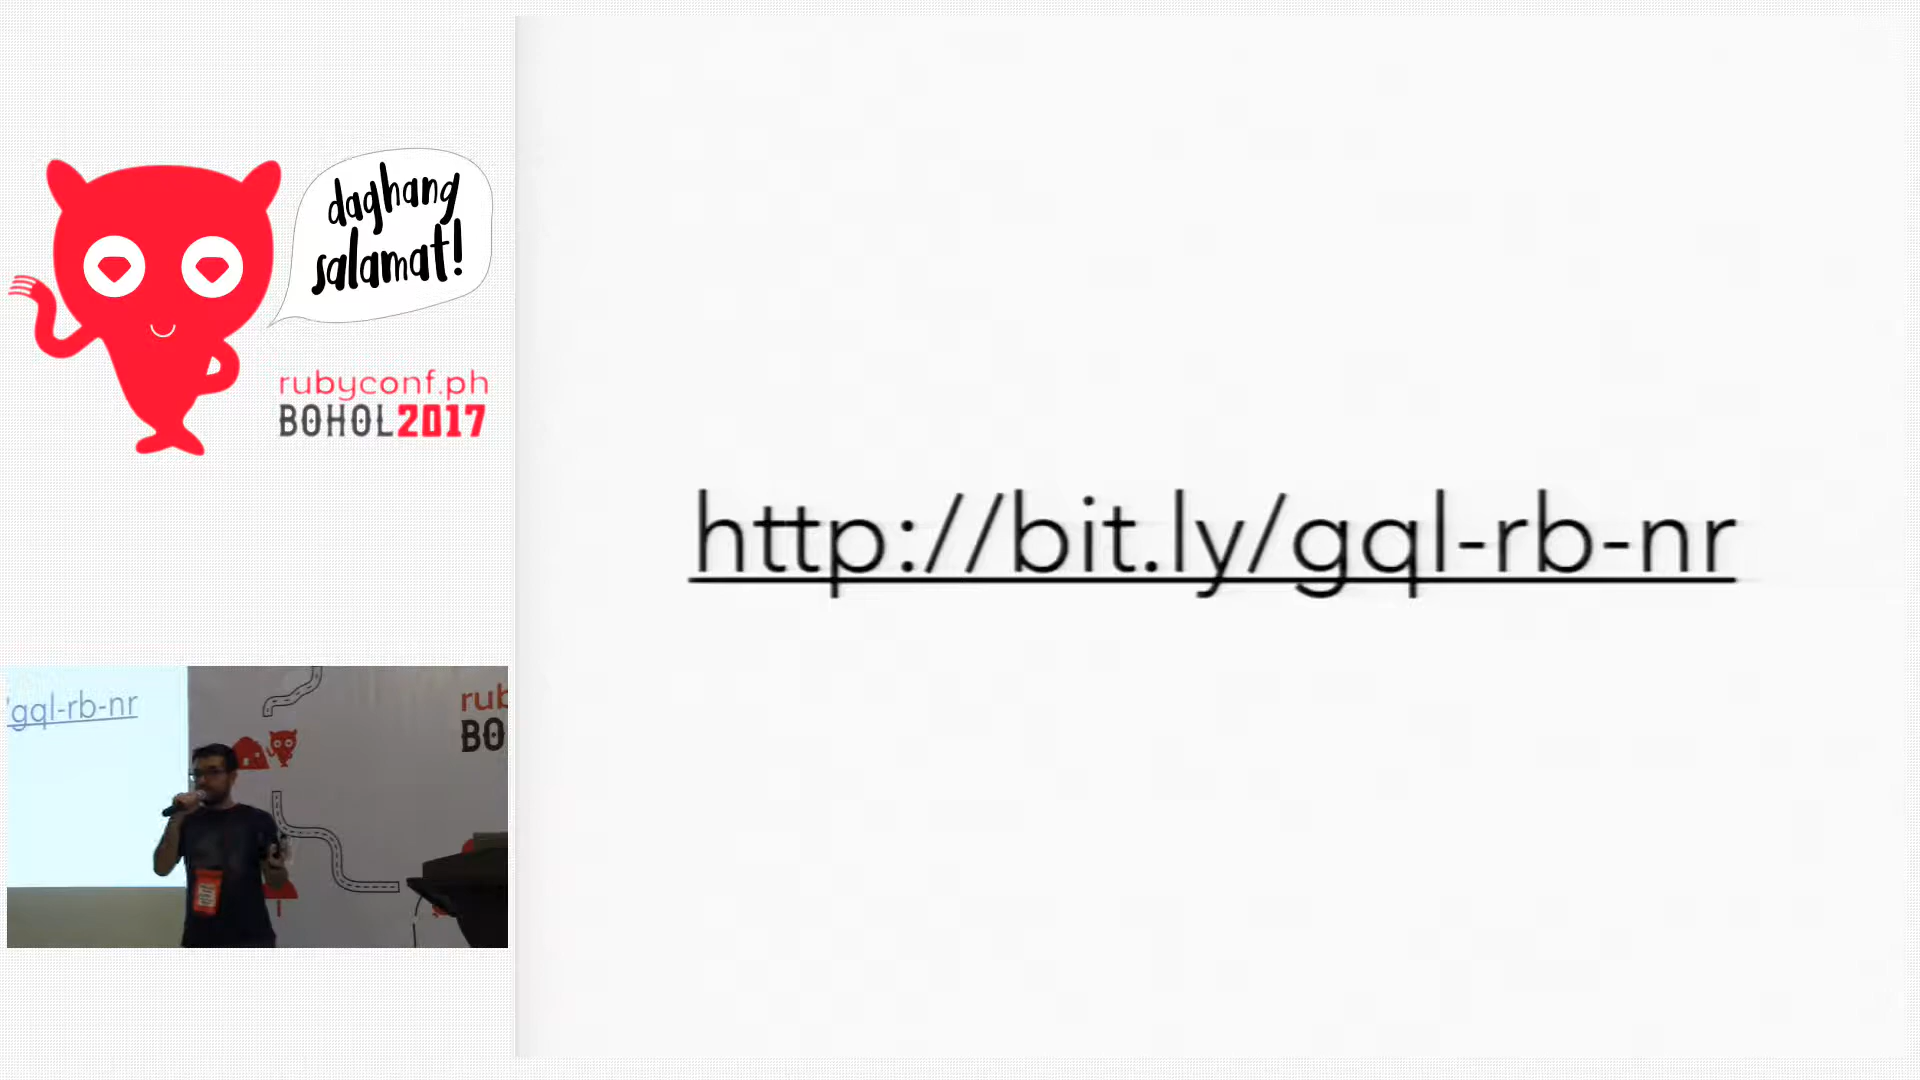 daghang
salamat!
rubyconf.ph
BOHOL2017
http://bit.ly/gql-rb-nr
/gql-rb-nr
rub
BO